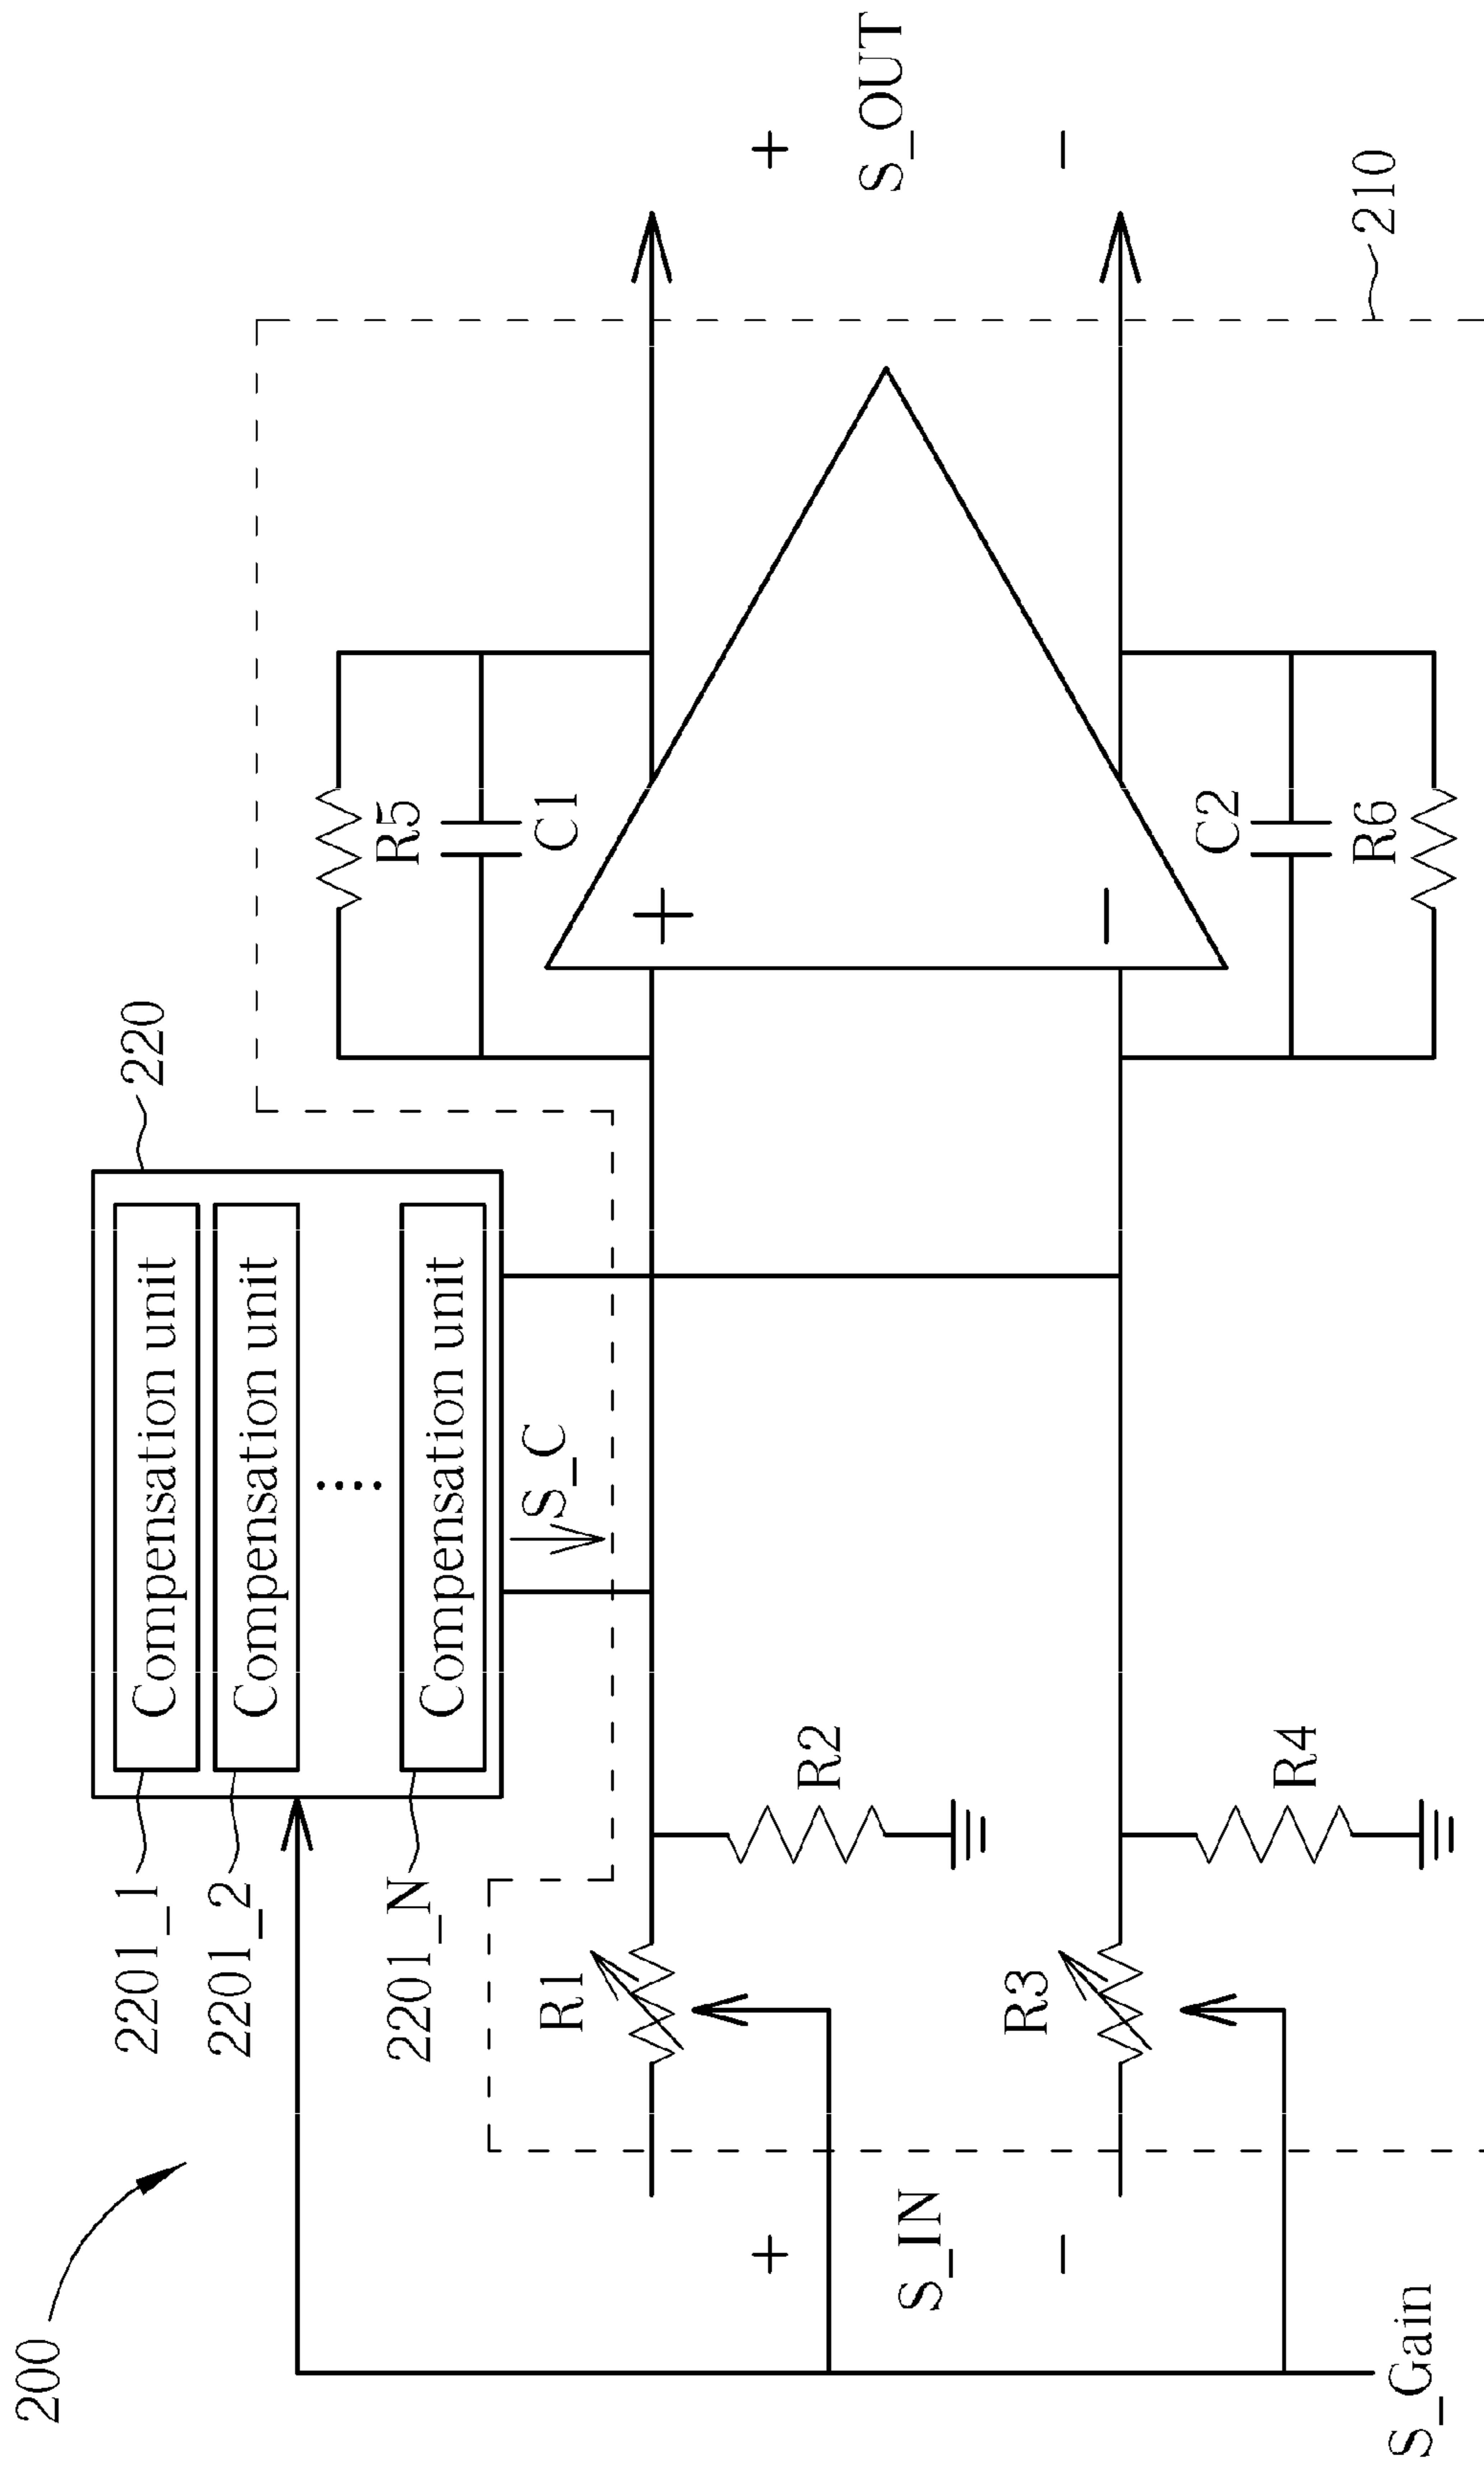 200
2201_1
2201_2
2201_N
220
Compensation unit
Compensation unit
Compensation unit
S_C
R5
C1
R1
R2
+
-
+
S_IN
-
+
S_OUT
-
R3
R4
C2
R6
210
S_Gain